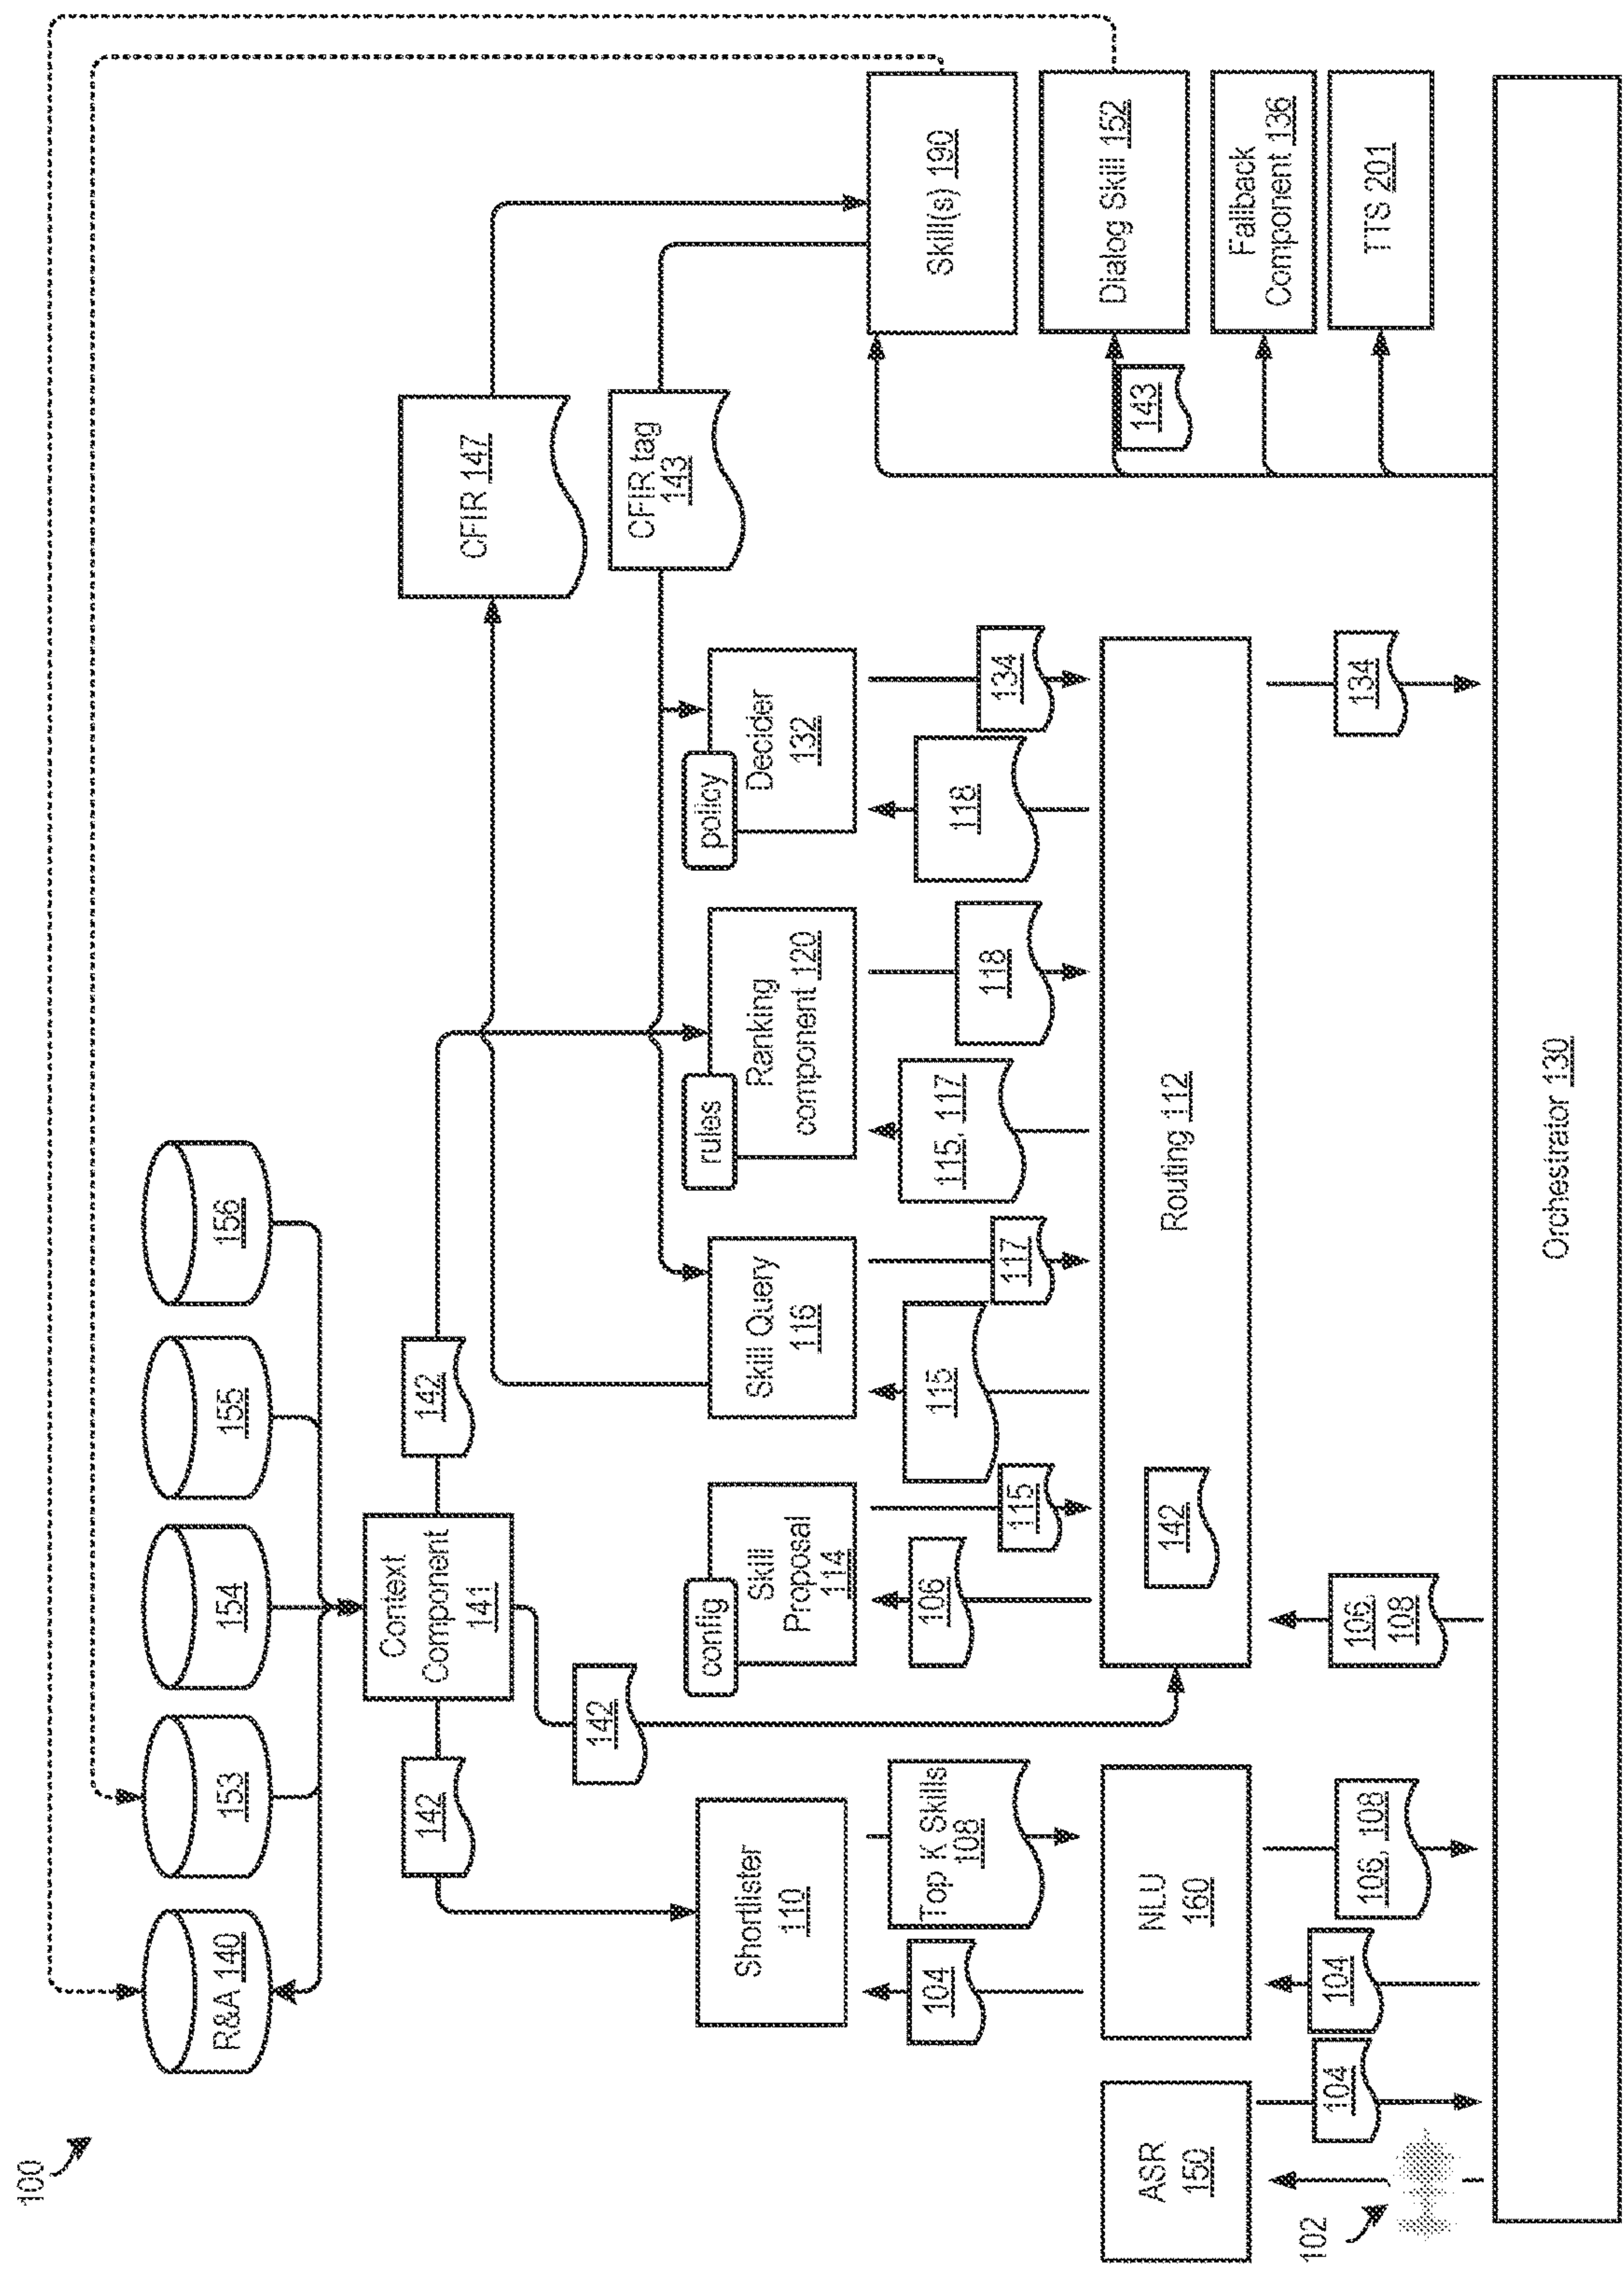 100
R&A 140
153
154
155
156
142
Context
Component
141
142
142
CFIR 147
CFIR tag
143
Shortlister
110
config
Skill
Proposal
114
Skill Query
116
rules
Ranking
component 120
policy
Decider
132
Skill(s) 190
Dialog Skill 152
Fallback
Component 136
TTS 201
143
104
Top K Skills
108
106
115
115
117
115, 117
118
118
134
ASR
150
NLU
160
142
Routing 112
102
104
104
106, 108
106,
108
134
Orchestrator 130